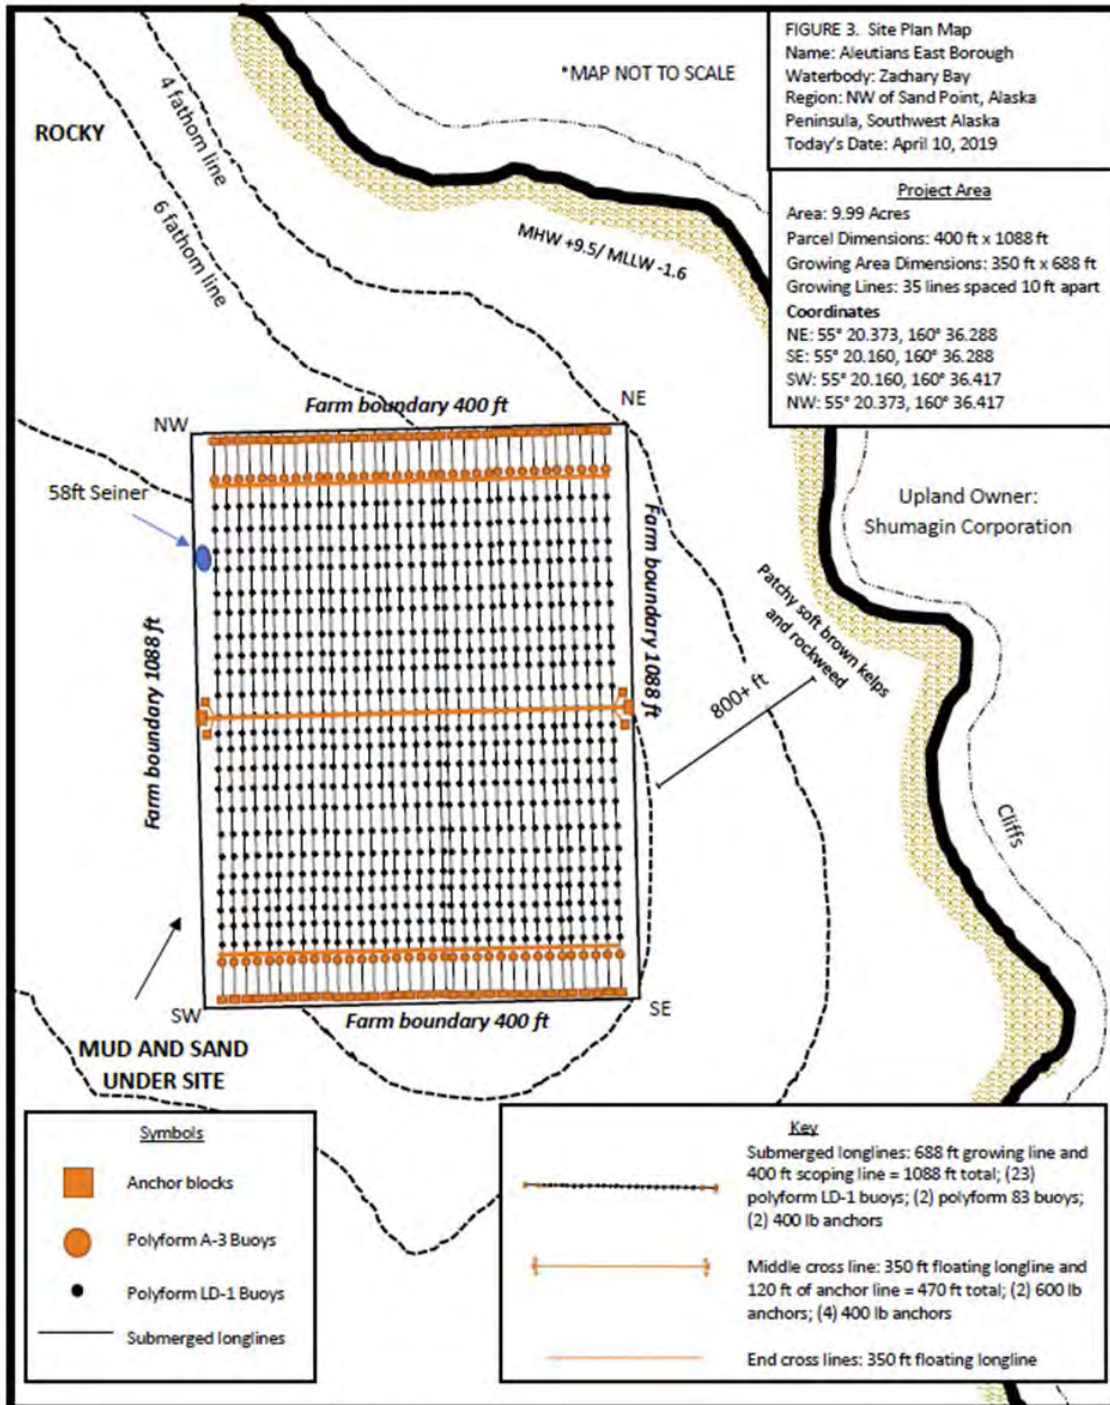 FIGURE 3. Site Plan Map
Name: Aleutians East Borough
Waterbody: Zachary Bay
Region: NW of Sand Point, Alaska
Peninsula, Southwest Alaska
Today's Date: April 10, 2019
*MAP NOT TO SCALE
ROCKY
4 fathom line
6 fathom line
MHW +9.5/ MLLW -1.6
Project Area
Area: 9.99 Acres
Parcel Dimensions: 400 ft x 1088 ft
Growing Area Dimensions: 350 ft x 688 ft
Growing Lines: 35 lines spaced 10 ft apart
Coordinates
NE: 55° 20.373, 160° 36.288
SE: 55° 20.160, 160° 36.288
SW: 55° 20.160, 160° 36.417
NW: 55° 20.373, 160° 36.417
Farm boundary 400 ft
NE
NW
58ft Seiner
Upland Owner:
Shumagin Corporation
Farm boundary 1088 ft
Patchy soft brown kelps
and rockweed
800+ ft
Farm boundary 1088 ft
Cliffs
SW
SE
Farm boundary 400 ft
MUD AND SAND
UNDER SITE
Symbols
Anchor blocks
Polyform A-3 Buoys
Polyform LD-1 Buoys
Submerged longlines
Key
Submerged longlines: 688 ft growing line and
400 ft scoping line = 1088 ft total; (23)
polyform LD-1 buoys; (2) polyform 83 buoys;
(2) 400 lb anchors
Middle cross line: 350 ft floating longline and
120 ft of anchor line = 470 ft total; (2) 600 lb
anchors; (4) 400 lb anchors
End cross lines: 350 ft floating longline